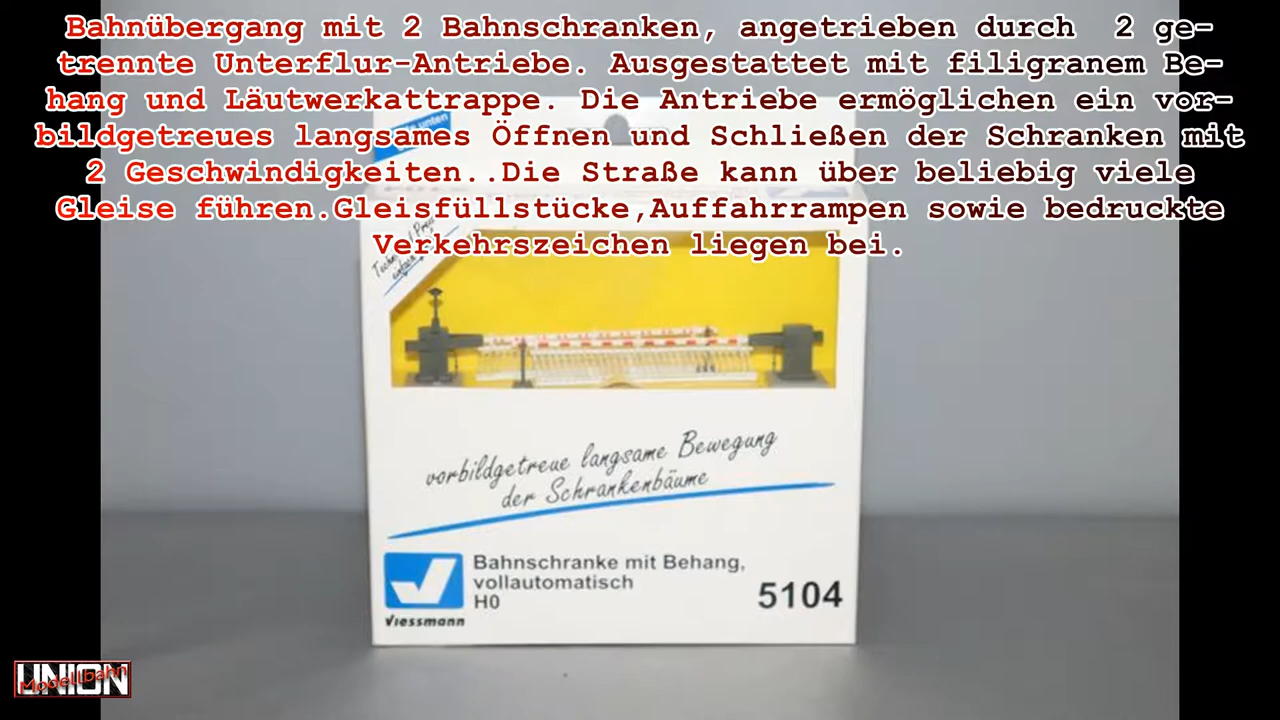 Bahnübergang mit 2 Bahnschranken, angetrieben durch  2 ge-
trennte Unterflur-Antriebe. Ausgestattet mit filigranem Be-
hang und Läutwerkattrappe. Die Antriebe ermöglichen ein vor-
bildgetreues langsames Öffnen und Schließen der Schranken mit
2 Geschwindigkeiten..Die Straße kann über beliebig viele
Gleise führen.Gleisfüllstücke,Auffahrrampen sowie bedruckte
Verkehrszeichen liegen bei.
unten
vorbildgetreue langsame Bewegung
der Schrankenbäume
Bahnschranke mit Behang,
vollautomatisch
H0
5104
Viessmann
UNION
Modellbahn